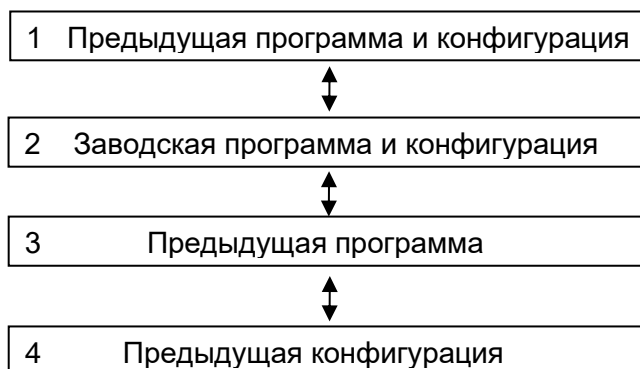 1 Предыдущая программа и конфигурация
2 Заводская программа и конфигурация
3 Предыдущая программа
4 Предыдущая конфигурация